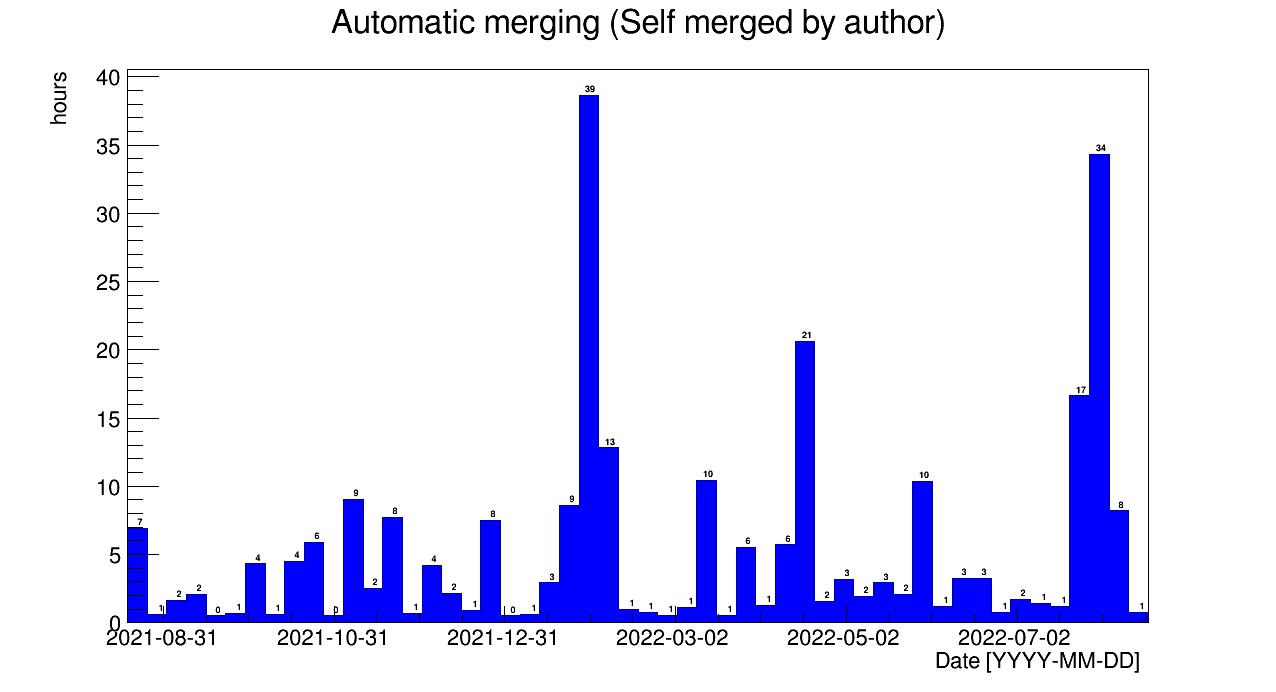 Automatic merging (Self merged by author)
hours
40
35
30
25
20
15
10
5
0
7 1 2 2 0 1 4 1 4 6 0 9 2 8 1 4 2 1 8 0 1 3 9 39 13 1 1 1 1 10 1 6 1 6 21 2 3 2 3 2 10 1 3 3 1 2 1 1 17 34 8 1
2021-08-31 2021-10-31 2021-12-31 2022-03-02 2022-05-02 2022-07-02
Date [YYYY-MM-DD]